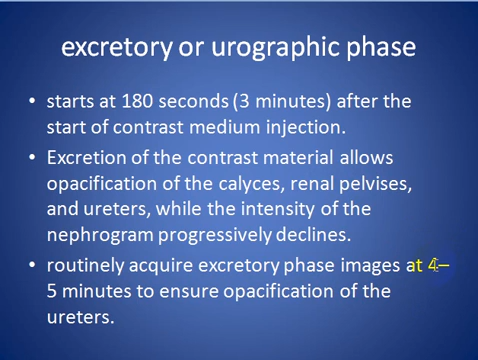 excretory or urographic phase
• starts at 180 seconds (3 minutes) after the
start of contrast medium injection.
• Excretion of the contrast material allows
opacification of the calyces, renal pelvises,
and ureters, while the intensity of the
nephrogram progressively declines.
• routinely acquire excretory phase images at 4–
5 minutes to ensure opacification of the
ureters.